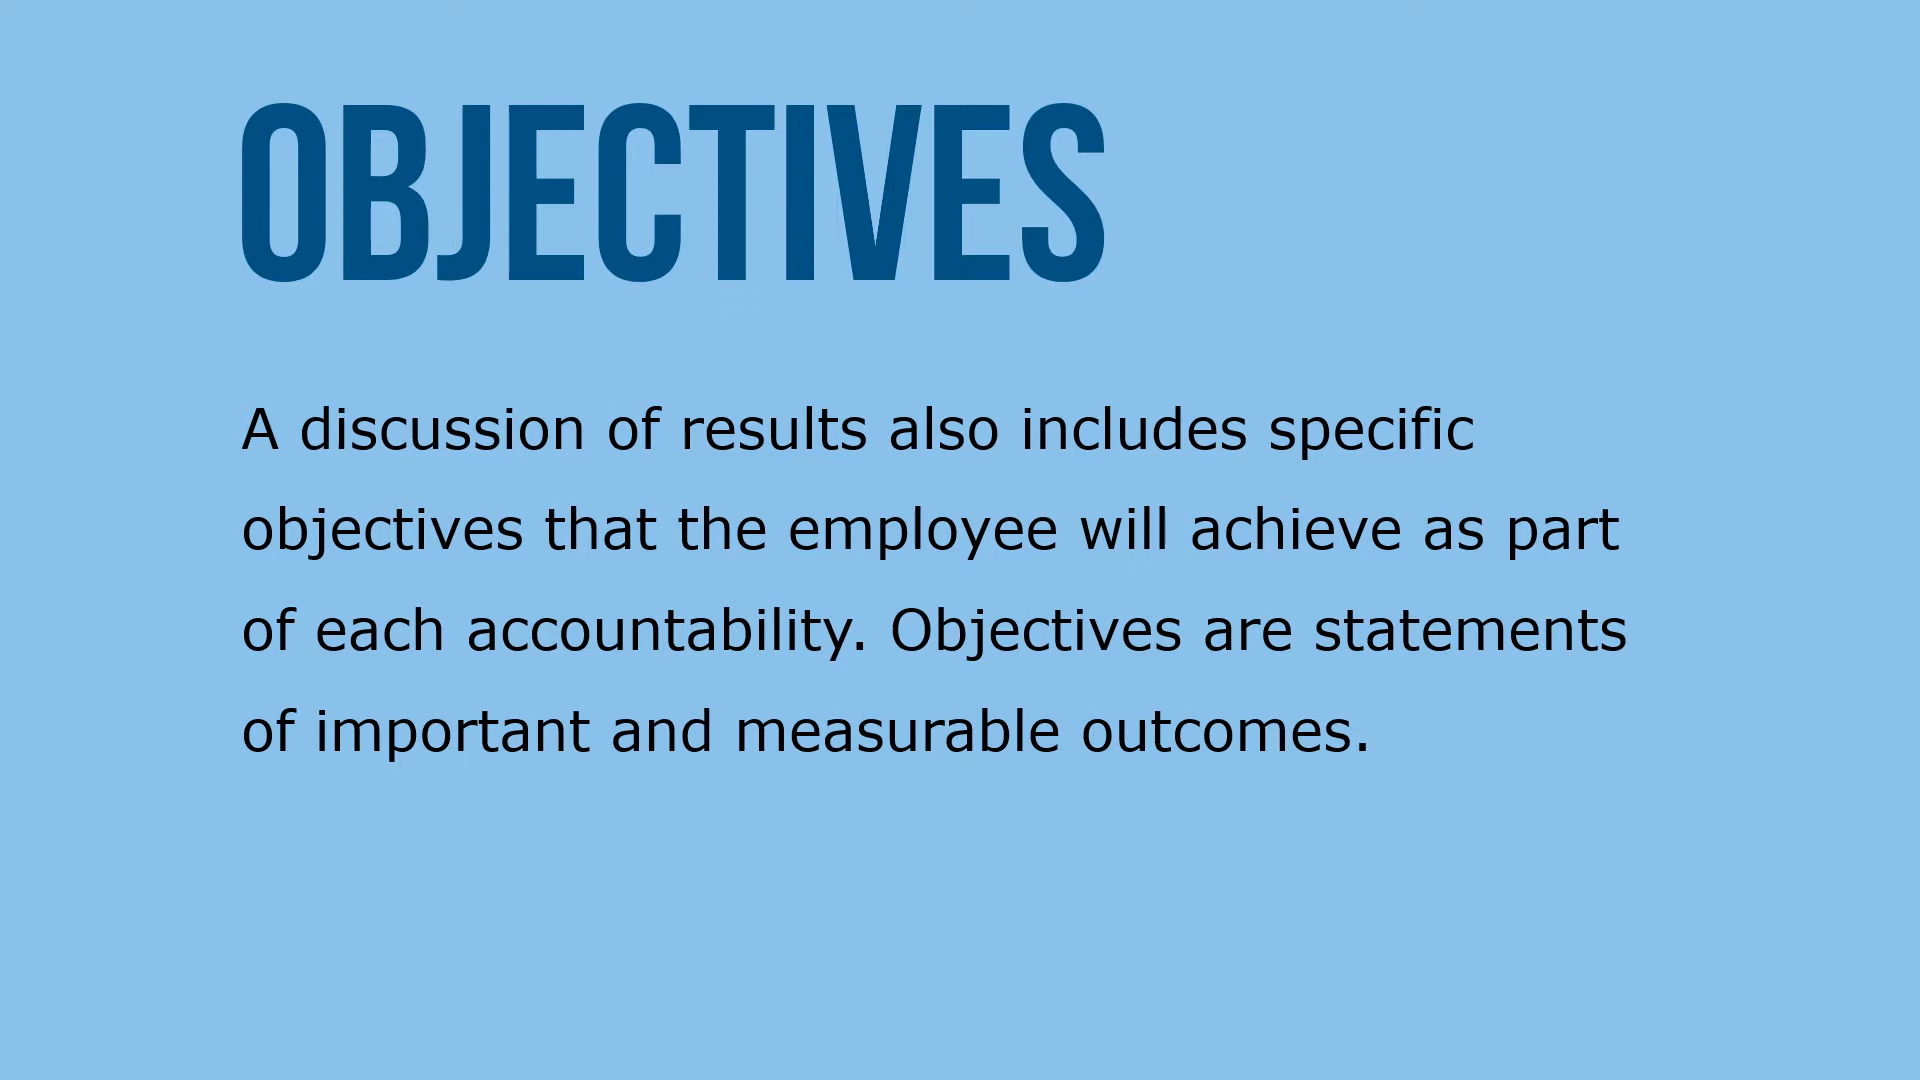 OBJECTIVES
A discussion of results also includes specific
objectives that the employee will achieve as part
of each accountability. Objectives are statements
of important and measurable outcomes.